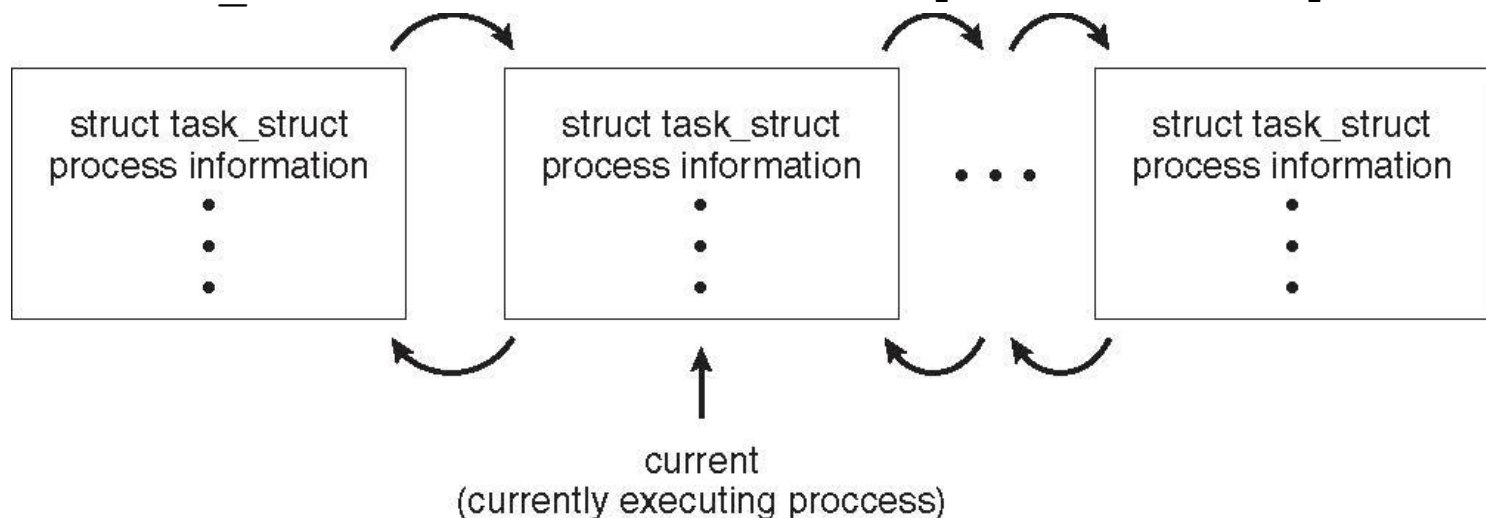 struct task_struct
process information
struct task_struct
process information
• • •
struct task_struct
process information
current
(currently executing proccess)